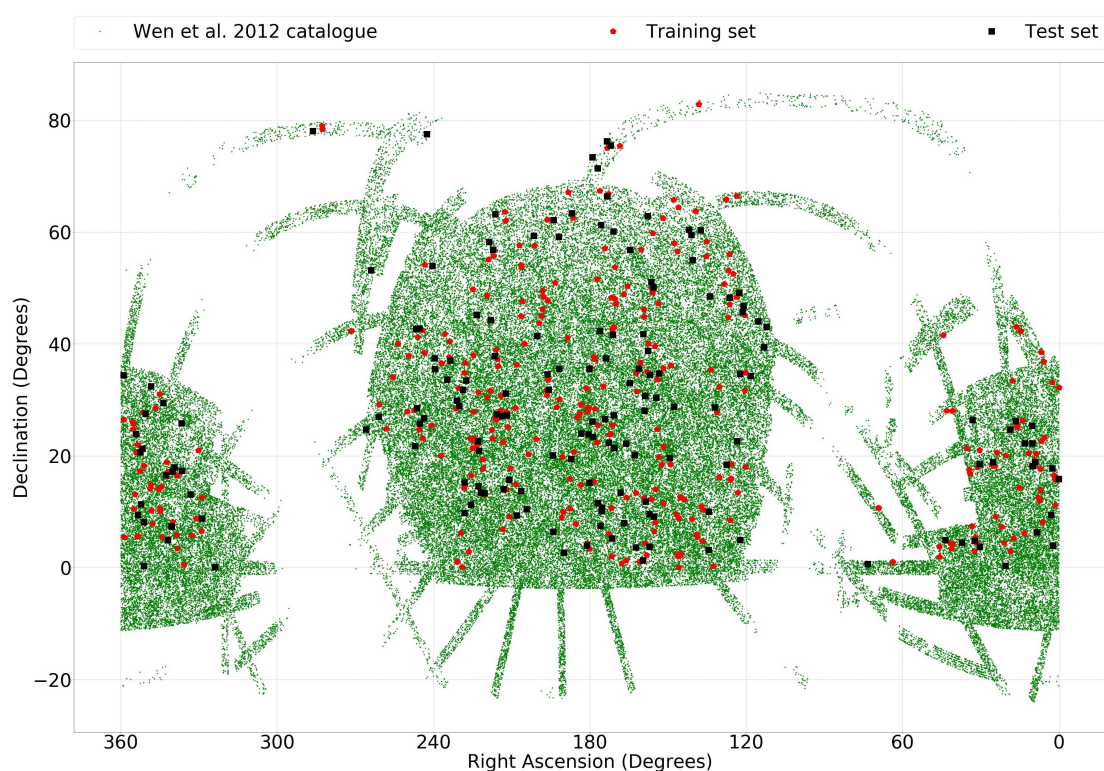 Wen et al. 2012 catalogue
Training set
Test set
80
60
40
20
0
−20
Declination (Degrees)
360
300
240
180
120
60
0
Right Ascension (Degrees)